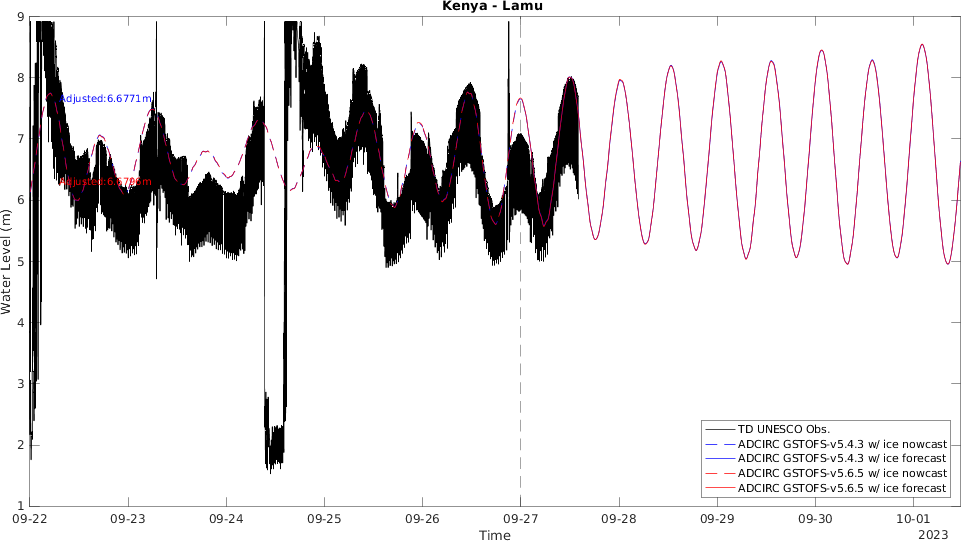 Kenya - Lamu
9
8
7
6
5
4
3
2
1
Water Level (m)
Adjusted:6.6771m
TD UNESCO Obs.
ADCIRC GSTOFS-v5.4.3 w/ ice nowcast
ADCIRC GSTOFS-v5.4.3 w/ ice forecast
ADCIRC GSTOFS-v5.6.5 w/ ice nowcast
ADCIRC GSTOFS-v5.6.5 w/ ice forecast
09-22 09-23 09-24 09-25 09-26 09-27 09-28 09-29 09-30 10-01
Time
2023